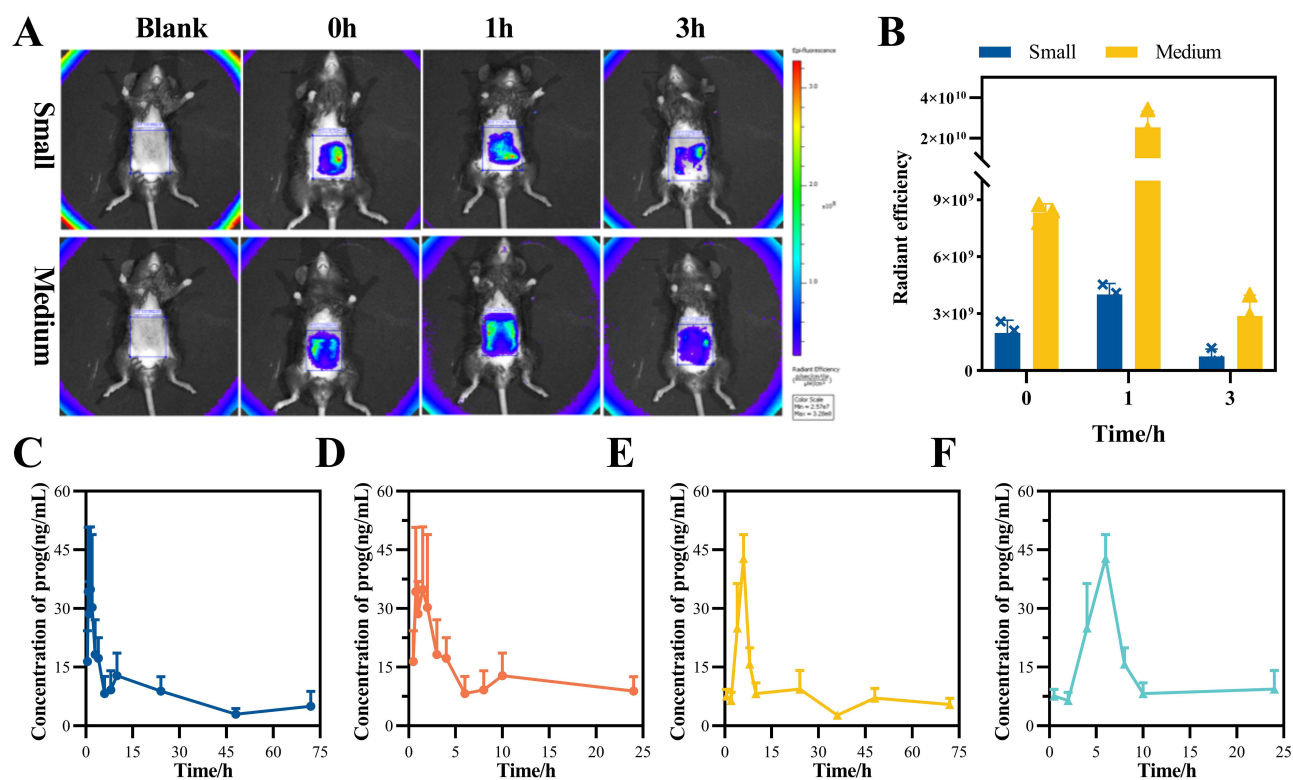 A
Blank 0h 1h 3h
Small
Medium
Epi-fluorescence
3.0
2.0
x10⁸
1.0
Radiant Efficiency
Color Scale
Min = 2.57e7
Max = 3.28e8
B
Small Medium
Radiant efficiency
4×10¹⁰
2×10¹⁰
9×10⁹
6×10⁹
3×10⁹
0
0 1 3
Time/h
C
Concentration of prog(ng/mL)
60
45
30
15
0
0 15 30 45 60 75
Time/h
D
Concentration of prog(ng/mL)
60
45
30
15
0
0 5 10 15 20 25
Time/h
E
Concentration of prog(ng/mL)
60
45
30
15
0
0 15 30 45 60 75
Time/h
F
Concentration of prog(ng/mL)
60
45
30
15
0
0 5 10 15 20 25
Time/h